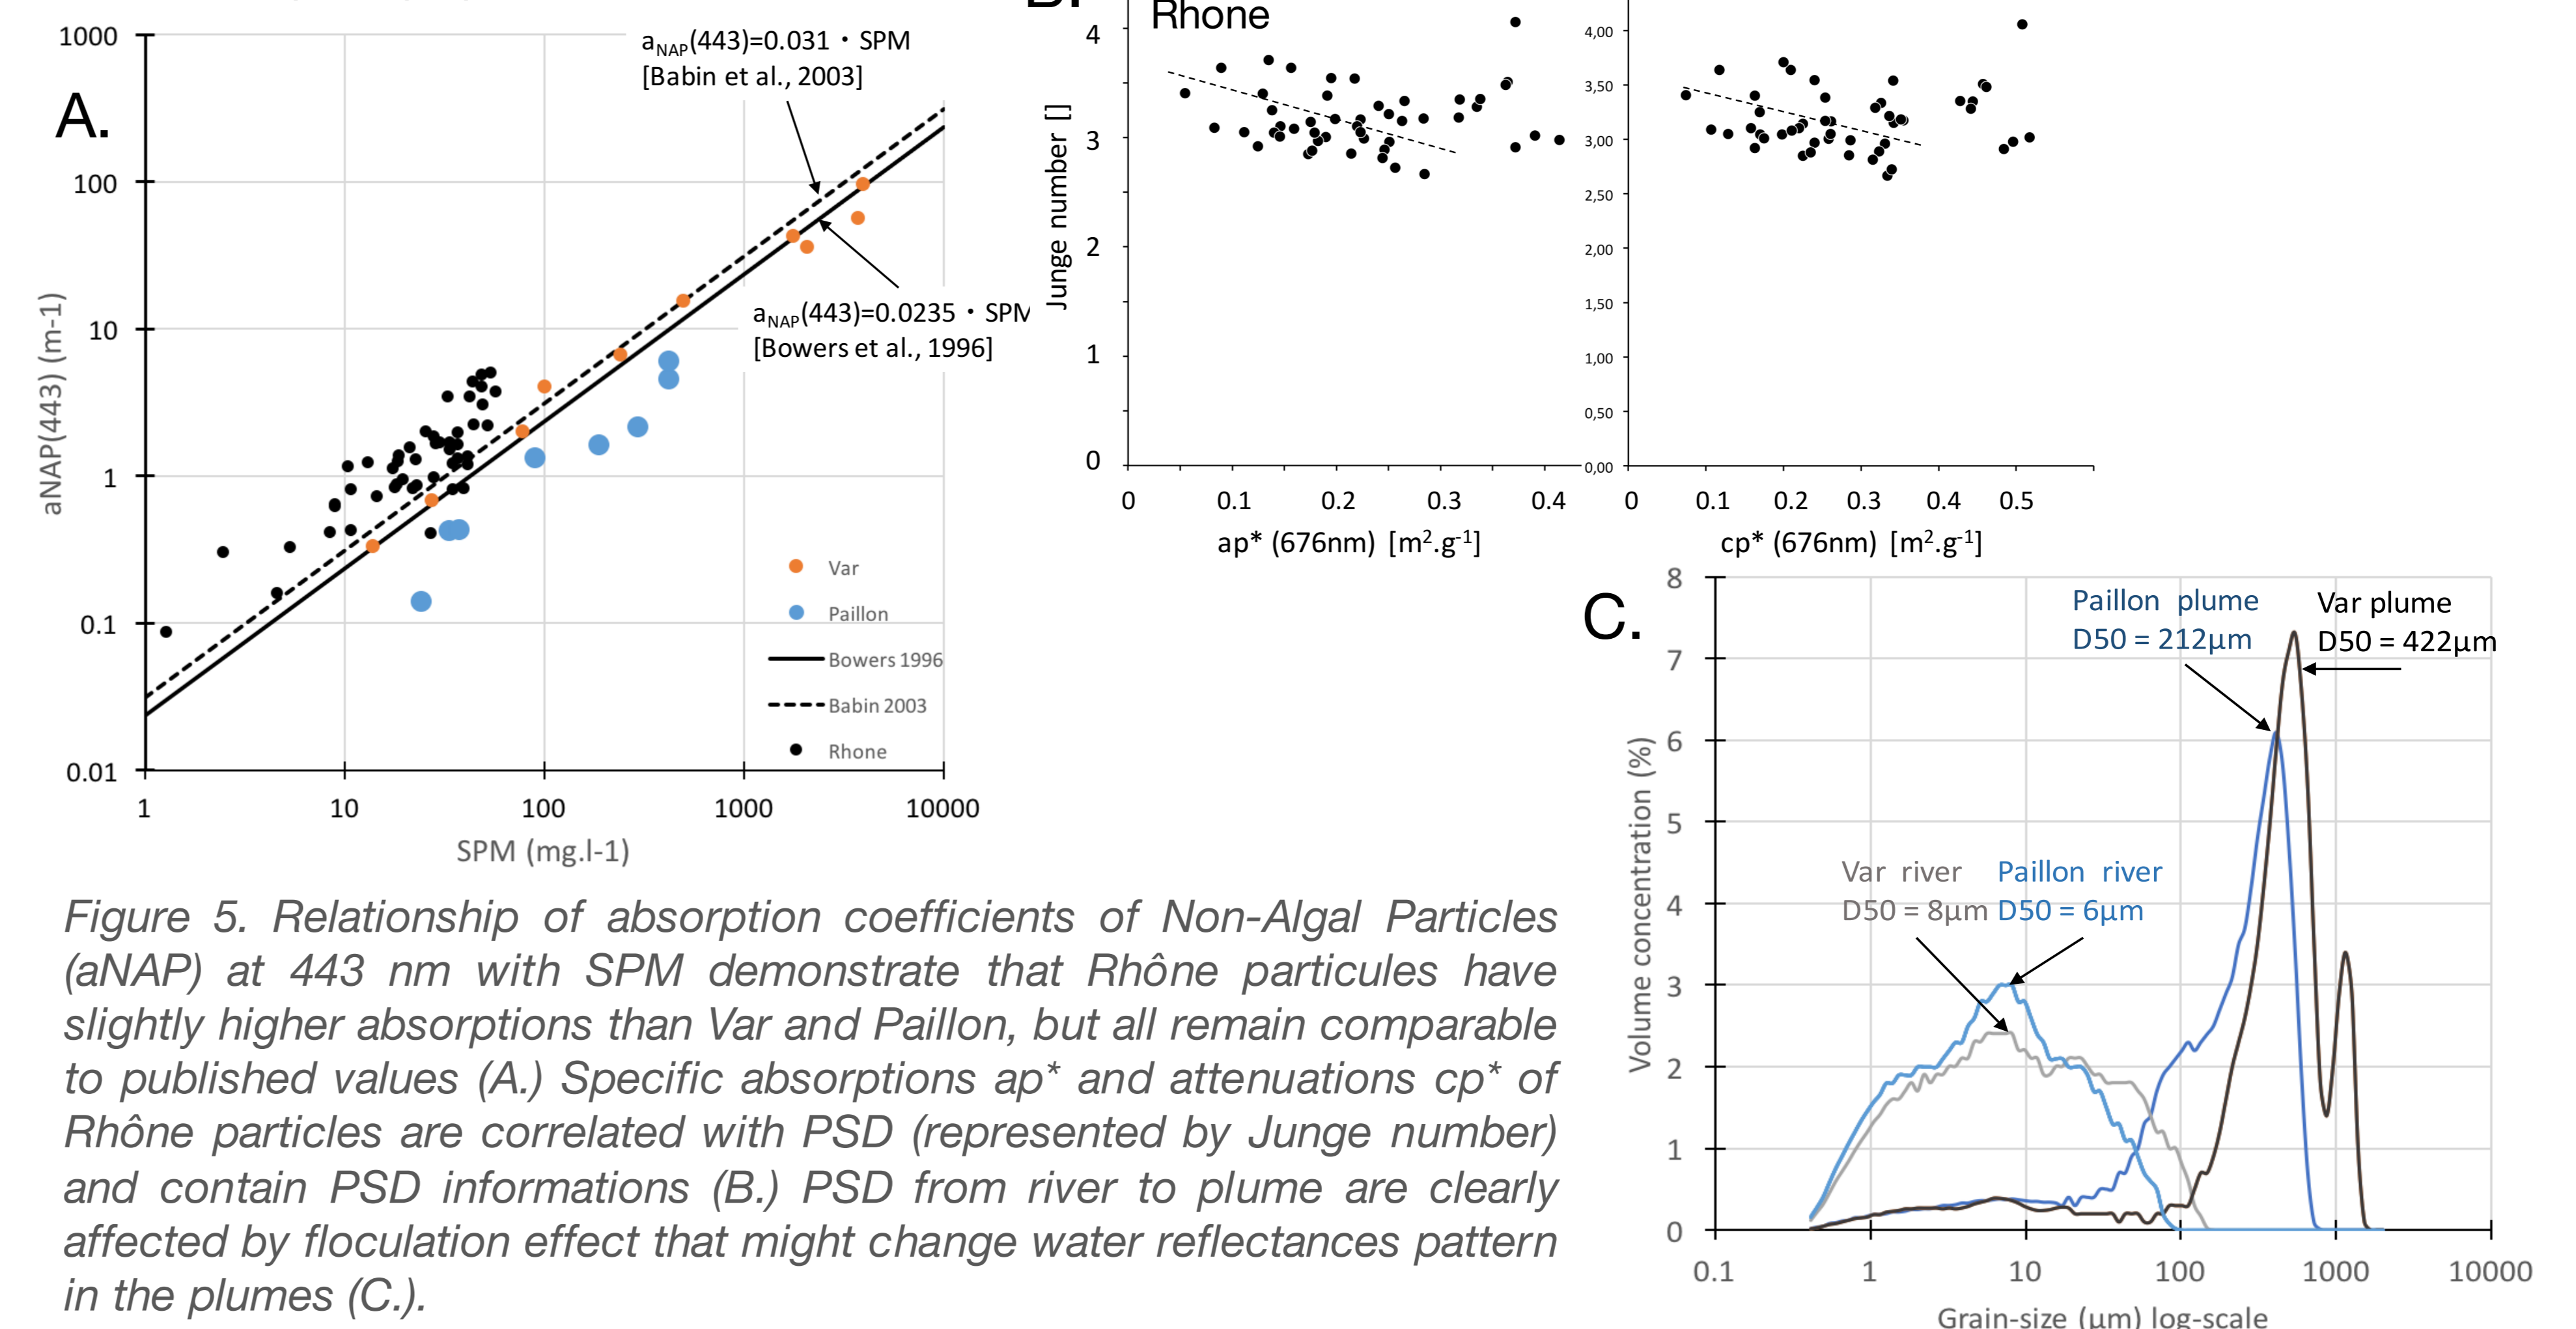 A.
1000
100
10
1
0.1
0.01
aNAP(443) (m-1)
1
10
100
1000
10000
SPM (mg.l-1)
aNAP(443)=0.031 · SPM
[Babin et al., 2003]
aNAP(443)=0.0235 · SPM
[Bowers et al., 1996]
Var
Paillon
Bowers 1996
Babin 2003
Rhone
B.
Rhone
Junge number []
4
3
2
1
0
0
0.1
0.2
0.3
0.4
ap* (676nm) [m².g⁻¹]
4,00
3,50
3,00
2,50
2,00
1,50
1,00
0,50
0,00
0
0.1
0.2
0.3
0.4
0.5
cp* (676nm) [m².g⁻¹]
C.
8
7
6
5
4
3
2
1
0
Volume concentration (%)
Paillon plume
D50 = 212µm
Var plume
D50 = 422µm
Var river
D50 = 8µm
Paillon river
D50 = 6µm
0.1
1
10
100
1000
10000
Grain-size (µm) log-scale
Figure 5. Relationship of absorption coefficients of Non-Algal Particles
(aNAP) at 443 nm with SPM demonstrate that Rhône particules have
slightly higher absorptions than Var and Paillon, but all remain comparable
to published values (A.) Specific absorptions ap* and attenuations cp* of
Rhône particles are correlated with PSD (represented by Junge number)
and contain PSD informations (B.) PSD from river to plume are clearly
affected by floculation effect that might change water reflectances pattern
in the plumes (C.).